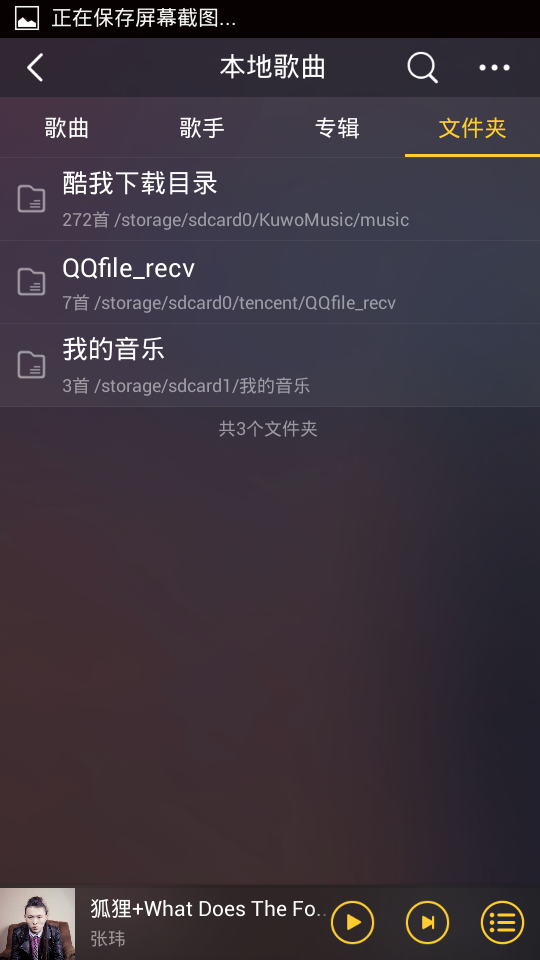 正在保存屏幕截图...
本地歌曲
歌曲 歌手 专辑 文件夹
酷我下载目录
272首 /storage/sdcard0/KuwoMusic/music
QQfile_recv
7首 /storage/sdcard0/tencent/QQfile_recv
我的音乐
3首 /storage/sdcard1/我的音乐
共3个文件夹
狐狸+What Does The Fo..
张玮